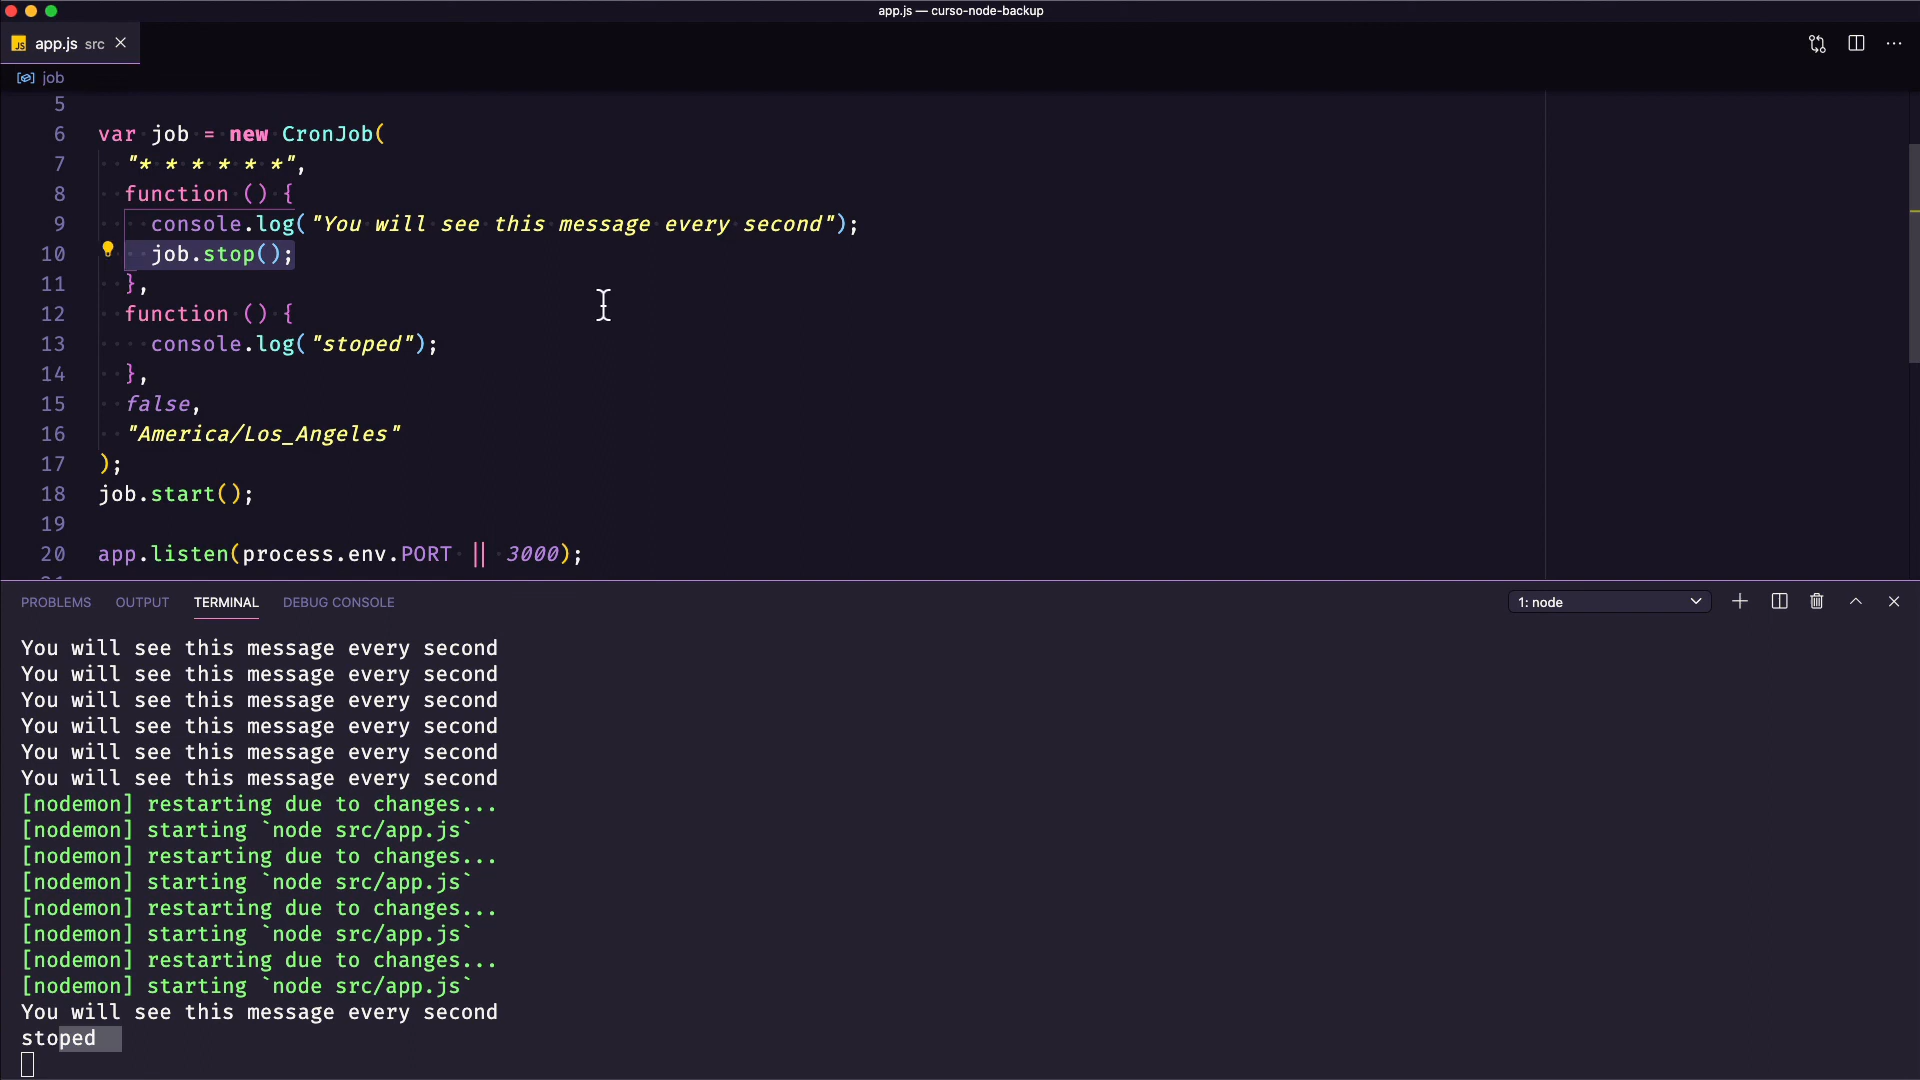 app.js — curso-node-backup
JS app.js src
job
5
6 var job = new CronJob(
7 "* * * * * *",
8 function () {
9 console.log("You will see this message every second");
10 job.stop();
11 },
12 function () {
13 console.log("stoped");
14 },
15 false,
16 "America/Los_Angeles"
17 );
18 job.start();
19
20 app.listen(process.env.PORT || 3000);
PROBLEMS OUTPUT TERMINAL DEBUG CONSOLE 1: node
You will see this message every second
You will see this message every second
You will see this message every second
You will see this message every second
You will see this message every second
You will see this message every second
[nodemon] restarting due to changes...
[nodemon] starting `node src/app.js`
[nodemon] restarting due to changes...
[nodemon] starting `node src/app.js`
[nodemon] restarting due to changes...
[nodemon] starting `node src/app.js`
[nodemon] restarting due to changes...
[nodemon] starting `node src/app.js`
You will see this message every second
stoped